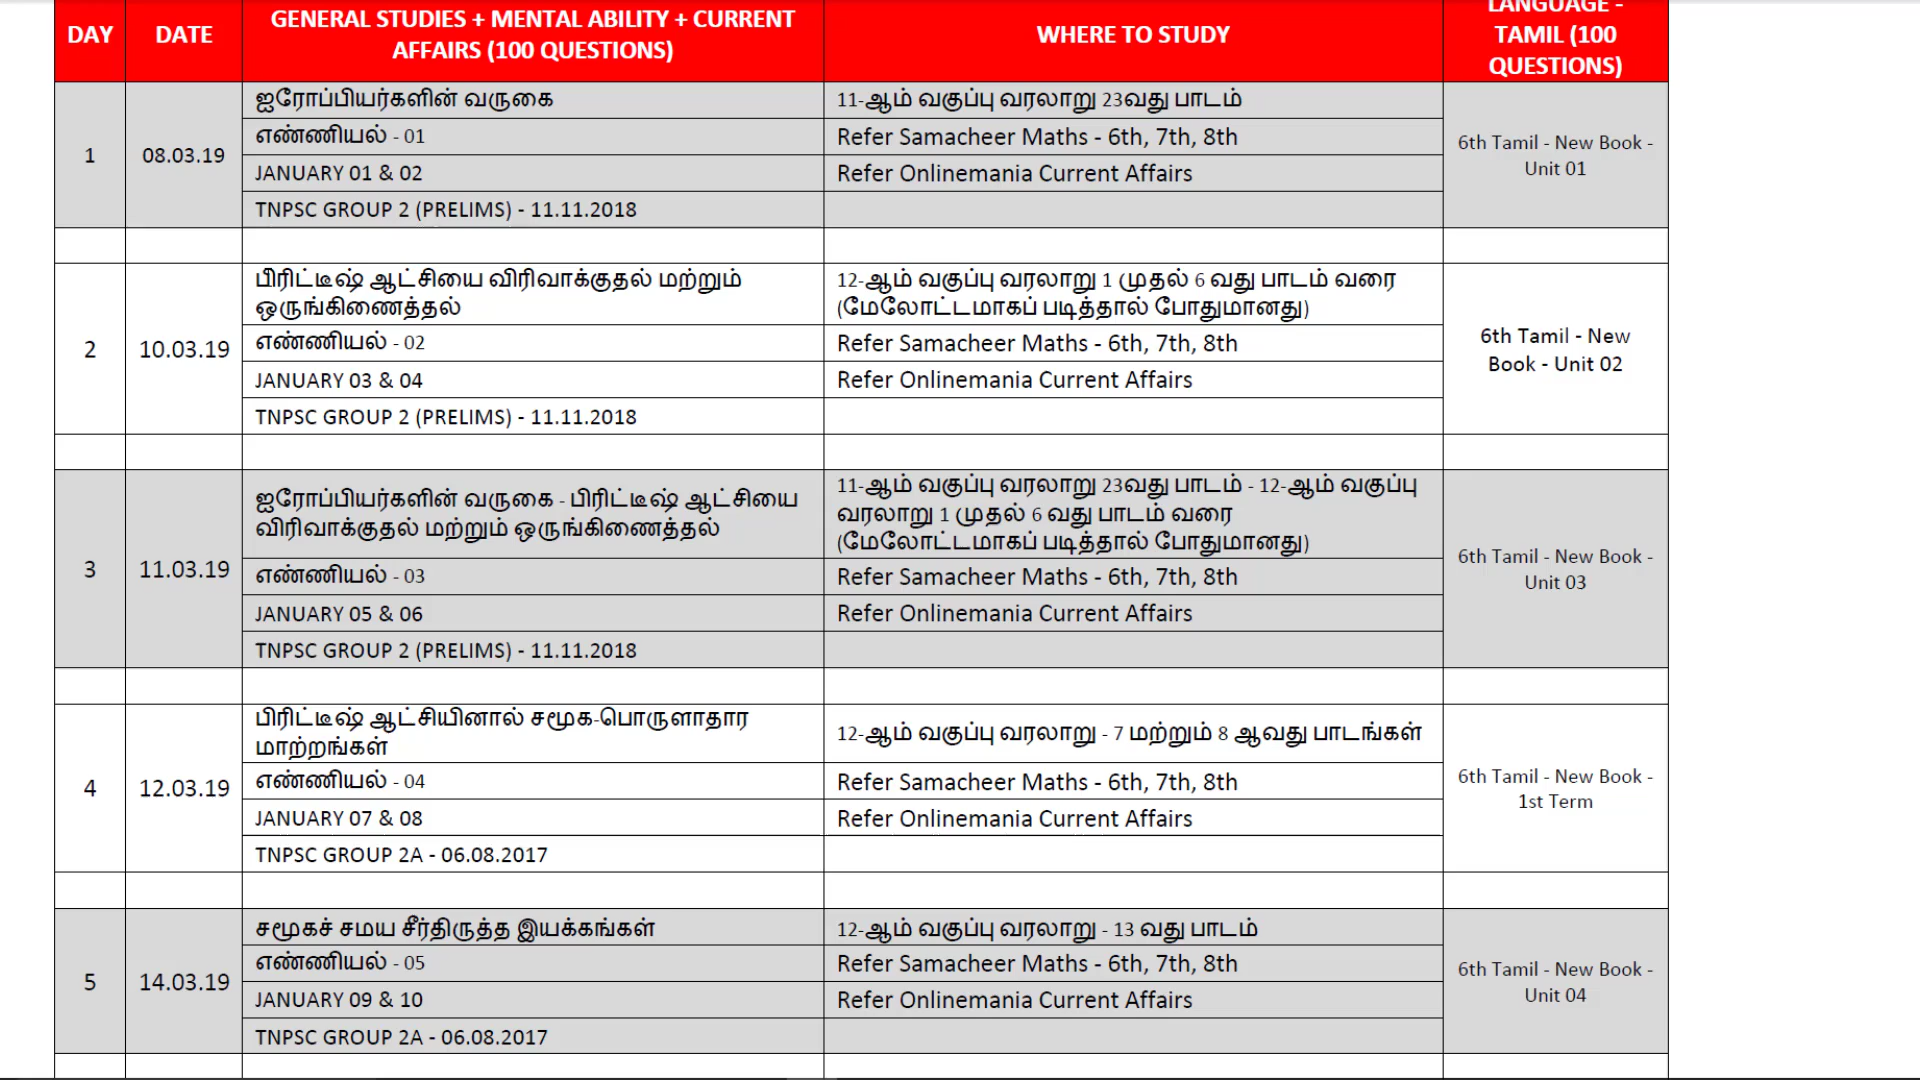 DAY
DATE
GENERAL STUDIES + MENTAL ABILITY + CURRENT
AFFAIRS (100 QUESTIONS)
WHERE TO STUDY
LANGUAGE -
TAMIL (100
QUESTIONS)
1
08.03.19
ஐரோப்பியர்களின் வருகை
11-ஆம் வகுப்பு வரலாறு 23வது பாடம்
எண்ணியல் - 01
Refer Samacheer Maths - 6th, 7th, 8th
JANUARY 01 & 02
Refer Onlinemania Current Affairs
TNPSC GROUP 2 (PRELIMS) - 11.11.2018
6th Tamil - New Book -
Unit 01
2
10.03.19
பிரிட்டீஷ் ஆட்சியை விரிவாக்குதல் மற்றும்
ஒருங்கிணைத்தல்
12-ஆம் வகுப்பு வரலாறு 1 முதல் 6 வது பாடம் வரை
(மேலோட்டமாகப் படித்தால் போதுமானது)
எண்ணியல் - 02
Refer Samacheer Maths - 6th, 7th, 8th
JANUARY 03 & 04
Refer Onlinemania Current Affairs
TNPSC GROUP 2 (PRELIMS) - 11.11.2018
6th Tamil - New
Book - Unit 02
3
11.03.19
ஐரோப்பியர்களின் வருகை - பிரிட்டீஷ் ஆட்சியை
விரிவாக்குதல் மற்றும் ஒருங்கிணைத்தல்
11-ஆம் வகுப்பு வரலாறு 23வது பாடம் - 12-ஆம் வகுப்பு
வரலாறு 1 முதல் 6 வது பாடம் வரை
(மேலோட்டமாகப் படித்தால் போதுமானது)
எண்ணியல் - 03
Refer Samacheer Maths - 6th, 7th, 8th
JANUARY 05 & 06
Refer Onlinemania Current Affairs
TNPSC GROUP 2 (PRELIMS) - 11.11.2018
6th Tamil - New Book -
Unit 03
4
12.03.19
பிரிட்டீஷ் ஆட்சியினால் சமூக-பொருளாதார
மாற்றங்கள்
12-ஆம் வகுப்பு வரலாறு - 7 மற்றும் 8 ஆவது பாடங்கள்
எண்ணியல் - 04
Refer Samacheer Maths - 6th, 7th, 8th
JANUARY 07 & 08
Refer Onlinemania Current Affairs
TNPSC GROUP 2A - 06.08.2017
6th Tamil - New Book -
1st Term
5
14.03.19
சமூகச் சமய சீர்திருத்த இயக்கங்கள்
12-ஆம் வகுப்பு வரலாறு - 13 வது பாடம்
எண்ணியல் - 05
Refer Samacheer Maths - 6th, 7th, 8th
JANUARY 09 & 10
Refer Onlinemania Current Affairs
TNPSC GROUP 2A - 06.08.2017
6th Tamil - New Book -
Unit 04